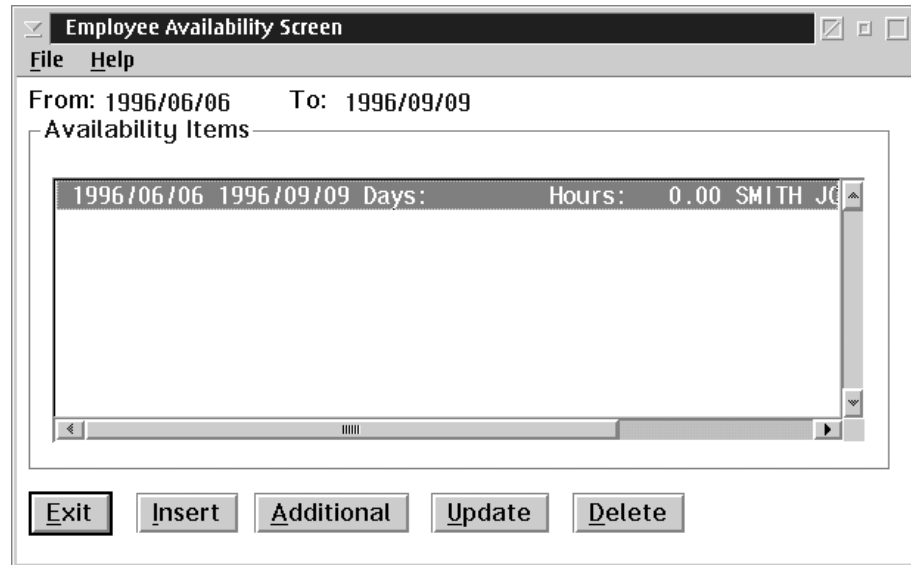 Employee Availability Screen
File Help
From: 1996/06/06 To: 1996/09/09
Availability Items
1996/06/06 1996/09/09 Days: Hours: 0.00 SMITH
Exit Insert Additional Update Delete